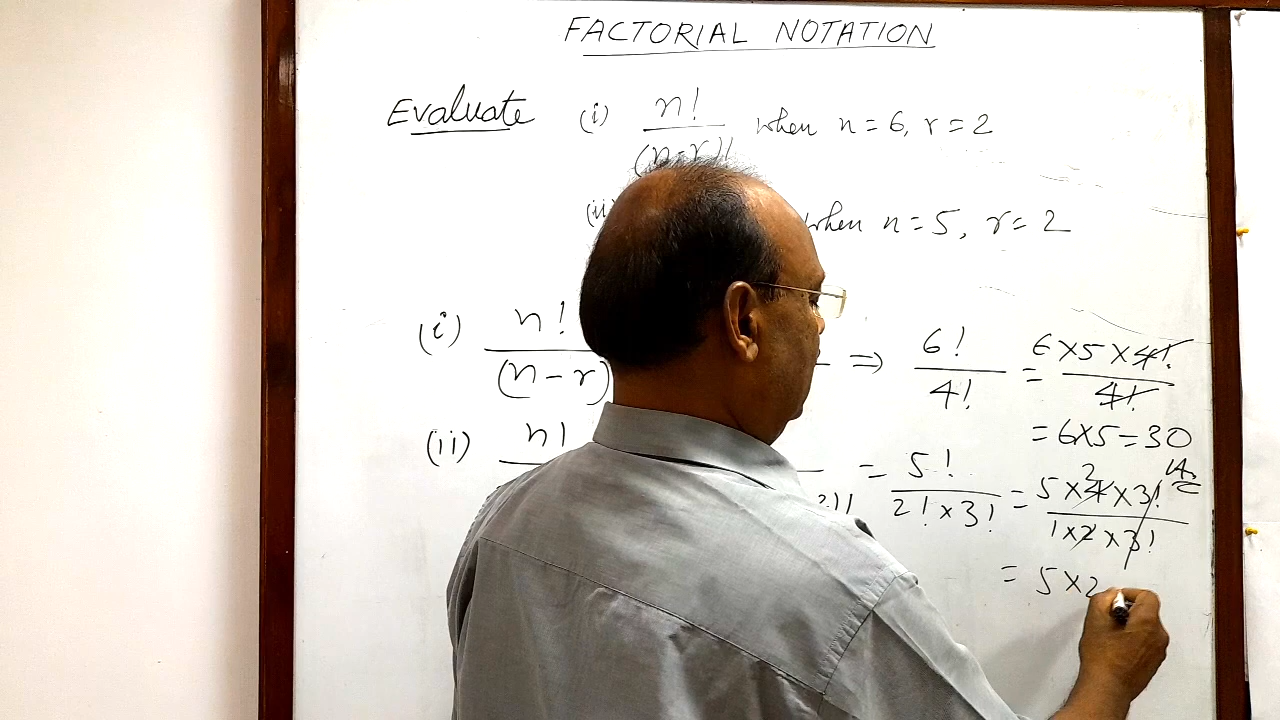 FACTORIAL NOTATION
Evaluate (i) n! / (n-r)! when n = 6, r = 2
(ii) when n = 5, r = 2
(i) n! / (n-r) ⇒ 6! / 4! = 6×5×4! / 4!
= 6×5 = 30
(ii) n! = 5! / 2!×3! = 5×4×3! / 1×2×3!
= 5×2